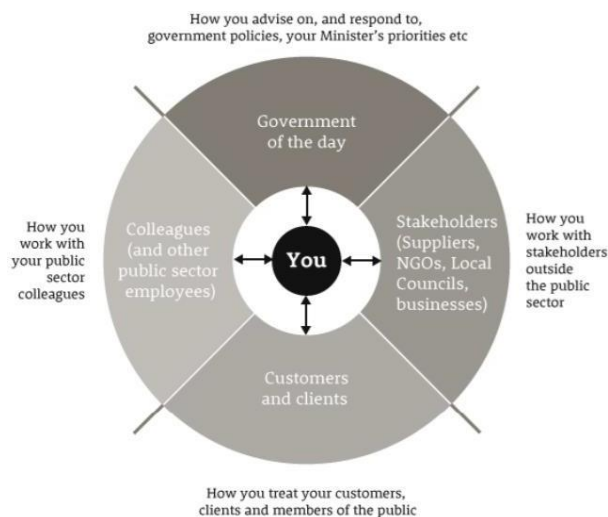 How you advise on, and respond to,
government policies, your Minister's priorities etc
Government
of the day
How you
work with
your public
sector
colleagues
Colleagues
(and other
public sector
employees)
You
Stakeholders
(Suppliers,
NGOs, Local
Councils,
businesses)
How you
work with
stakeholders
outside
the public
sector
Customers
and clients
How you treat your customers,
clients and members of the public